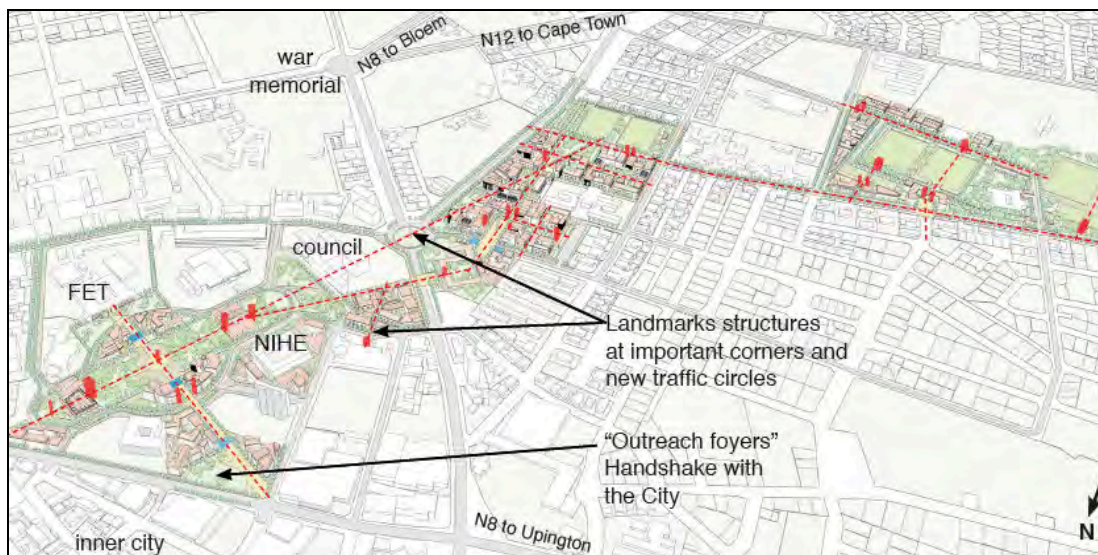 war
memorial
N8 to Bloem
N12 to Cape Town
council
FET
NIHE
Landmarks structures
at important corners and
new traffic circles
“Outreach foyers”
Handshake with
the City
N8 to Upington
inner city
N